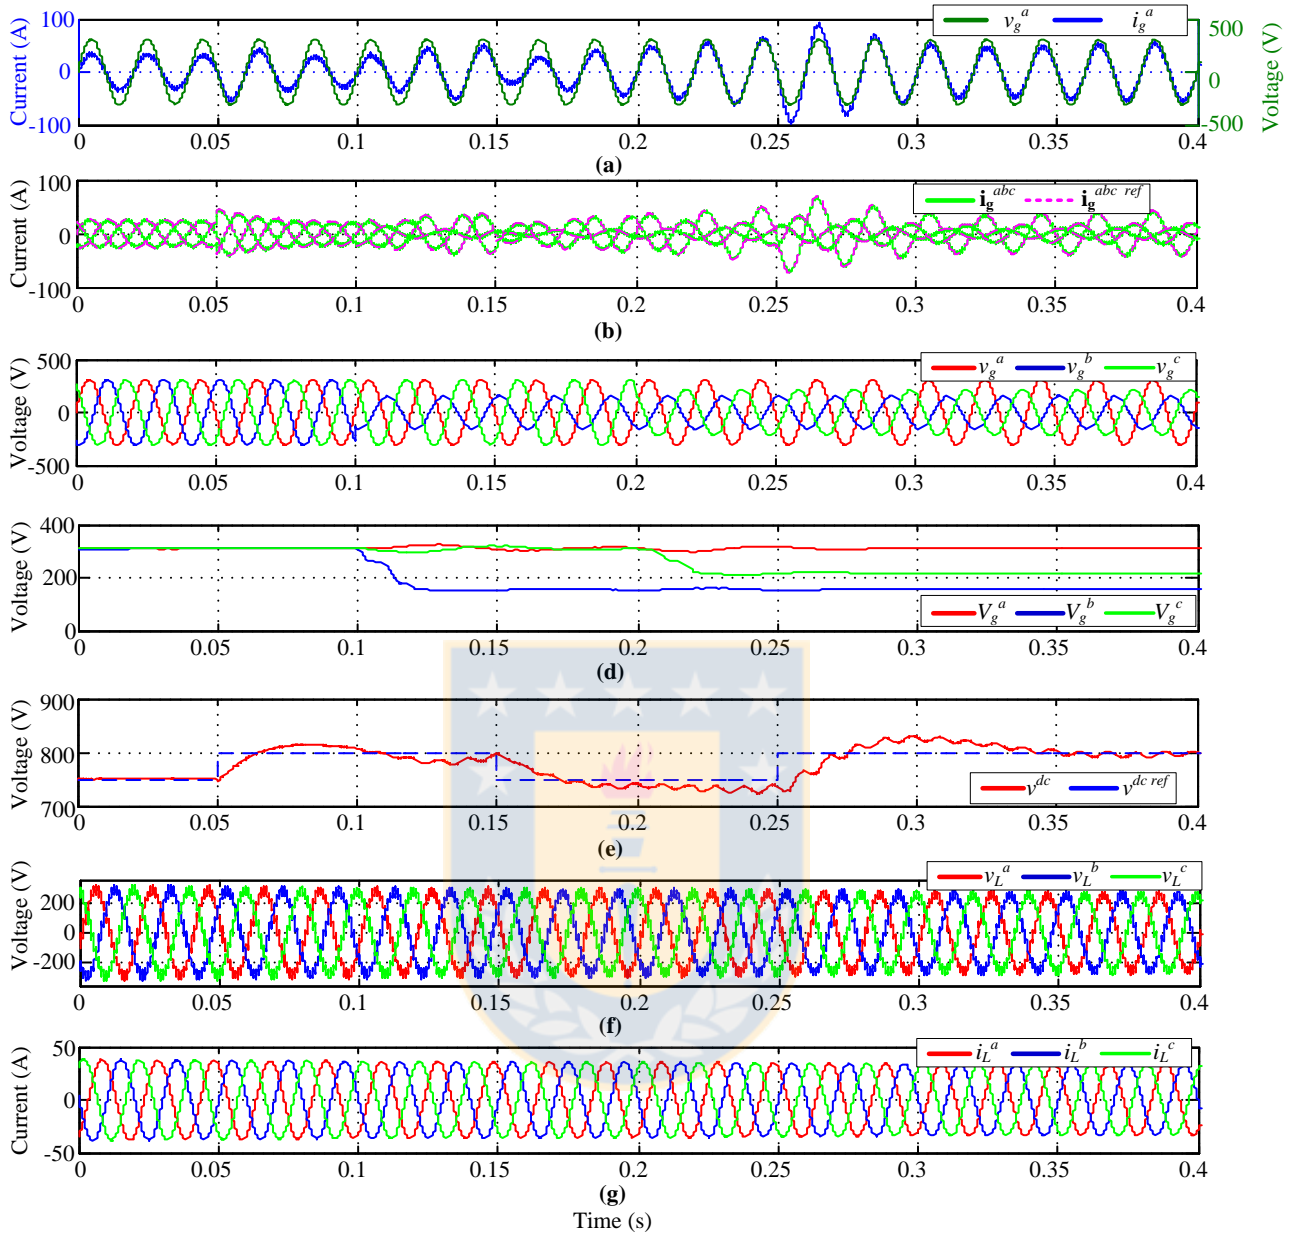 Current (A)
100
0
-100
v_g^a i_g^a
500
0
-500
Voltage (V)
0 0.05 0.1 0.15 0.2 0.25 0.3 0.35 0.4
(a)
Current (A)
100
0
-100
i_g^abc i_g^abc ref
0 0.05 0.1 0.15 0.2 0.25 0.3 0.35 0.4
(b)
Voltage (V)
500
0
-500
v_g^a v_g^b v_g^c
0 0.05 0.1 0.15 0.2 0.25 0.3 0.35 0.4
Voltage (V)
400
200
0
V_g^a V_g^b V_g^c
0 0.05 0.1 0.15 0.2 0.25 0.3 0.35 0.4
(d)
Voltage (V)
900
800
700
v^dc v^dc ref
0 0.05 0.1 0.15 0.2 0.25 0.3 0.35 0.4
(e)
Voltage (V)
200
0
-200
v_L^a v_L^b v_L^c
0 0.05 0.1 0.15 0.2 0.25 0.3 0.35 0.4
(f)
Current (A)
50
0
-50
i_L^a i_L^b i_L^c
0 0.05 0.1 0.15 0.2 0.25 0.3 0.35 0.4
(g)
Time (s)